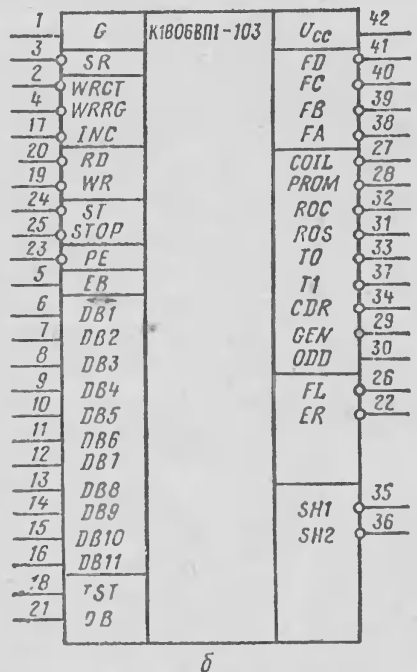 1 G К1806ВП1-103 Ucc 42
3 SR FD 41
2 WRCT FC 40
4 WRRG FB 39
17 INC FA 38
20 RD COIL 27
19 WR PROM 28
24 ST ROC 32
25 STOP ROS 31
23 PE T0 33
5 EB T1 37
6 DB1 CDR 34
7 DB2 GEN 29
8 DB3 ODD 30
9 DB4 FL 26
10 DB5 ER 22
11 DB6
12 DB7
13 DB8 SH1 35
14 DB9 SH2 36
15 DB10
16 DB11
18 TST
21
б